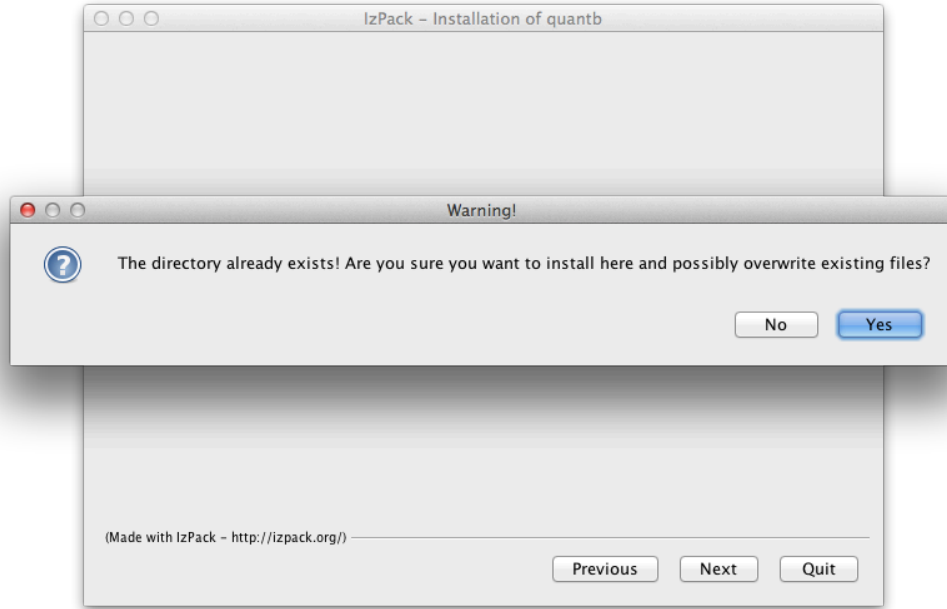 IzPack – Installation of quantb
Warning!
?
The directory already exists! Are you sure you want to install here and possibly overwrite existing files?
No
Yes
(Made with IzPack – http://izpack.org/)
Previous
Next
Quit